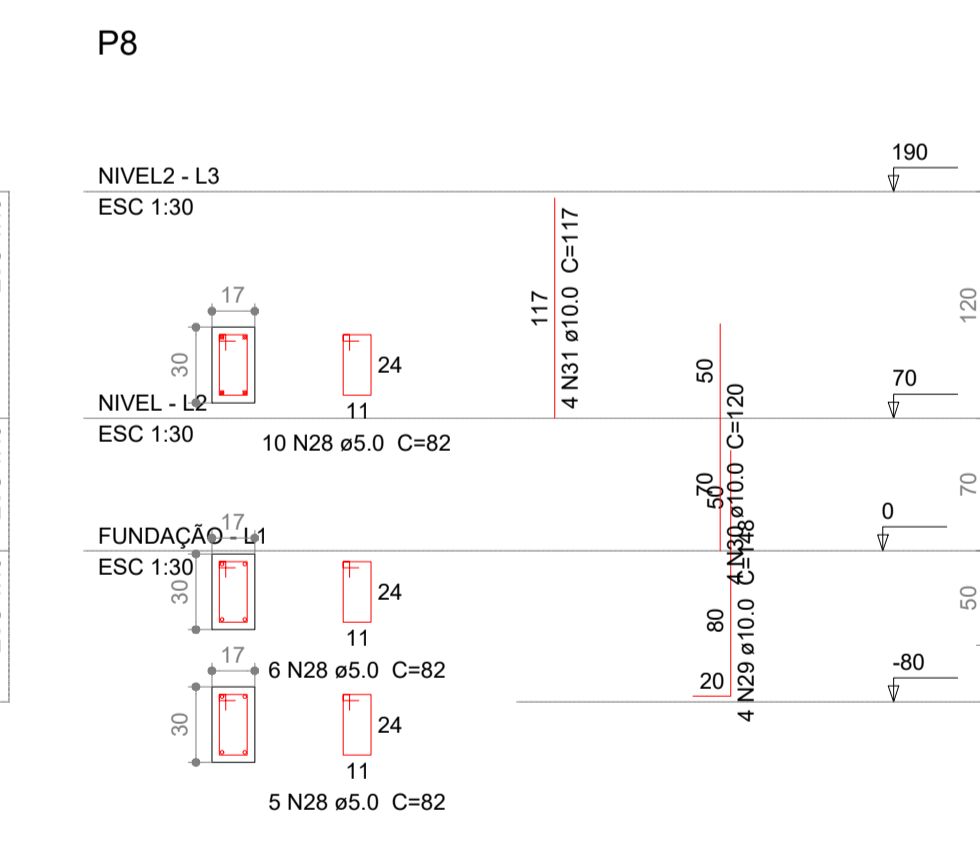 P8
190
NIVEL2 - L3
ESC 1:30
17
30
24
11
117
4 N31 ø10.0 C=117
120
70
NIVEL - L2
ESC 1:30
10 N28 ø5.0 C=82
50
70
4 N30 ø10.0 C=120
50
70
0
FUNDAÇÃO - L1
ESC 1:30
17
30
24
11
6 N28 ø5.0 C=82
80
20
4 N29 ø10.0 C=148
50
-80
17
30
24
11
5 N28 ø5.0 C=82